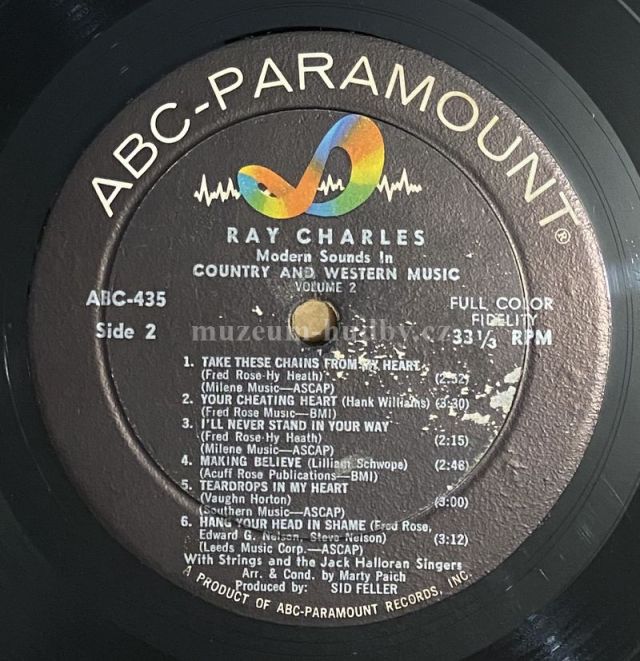 ABC-PARAMOUNT®
RAY CHARLES
Modern Sounds In
COUNTRY AND WESTERN MUSIC
VOLUME 2
ABC-435
Side 2
FULL COLOR
FIDELITY
33 1/3 RPM
muzeum-hudby.cz
1. TAKE THESE CHAINS FROM MY HEART
(Fred Rose-Hy Heath) (2:52)
(Milene Music—ASCAP)
2. YOUR CHEATING HEART (Hank Williams) (3:30)
(Fred Rose Music—BMI)
3. I'LL NEVER STAND IN YOUR WAY
(Fred Rose-Hy Heath) (2:15)
(Milene Music—ASCAP)
4. MAKING BELIEVE (Lilliam Schwope) (2:48)
(Acuff Rose Publications—BMI)
5. TEARDROPS IN MY HEART
(Vaughn Horton) (3:00)
(Southern Music—ASCAP)
6. HANG YOUR HEAD IN SHAME (Fred Rose,
Edward G. Nelson, Steve Nelson) (3:12)
(Leeds Music Corp.—ASCAP)
With Strings and the Jack Halloran Singers
Arr. & Cond. by Marty Paich
Produced by: SID FELLER
A PRODUCT OF ABC-PARAMOUNT RECORDS, INC.